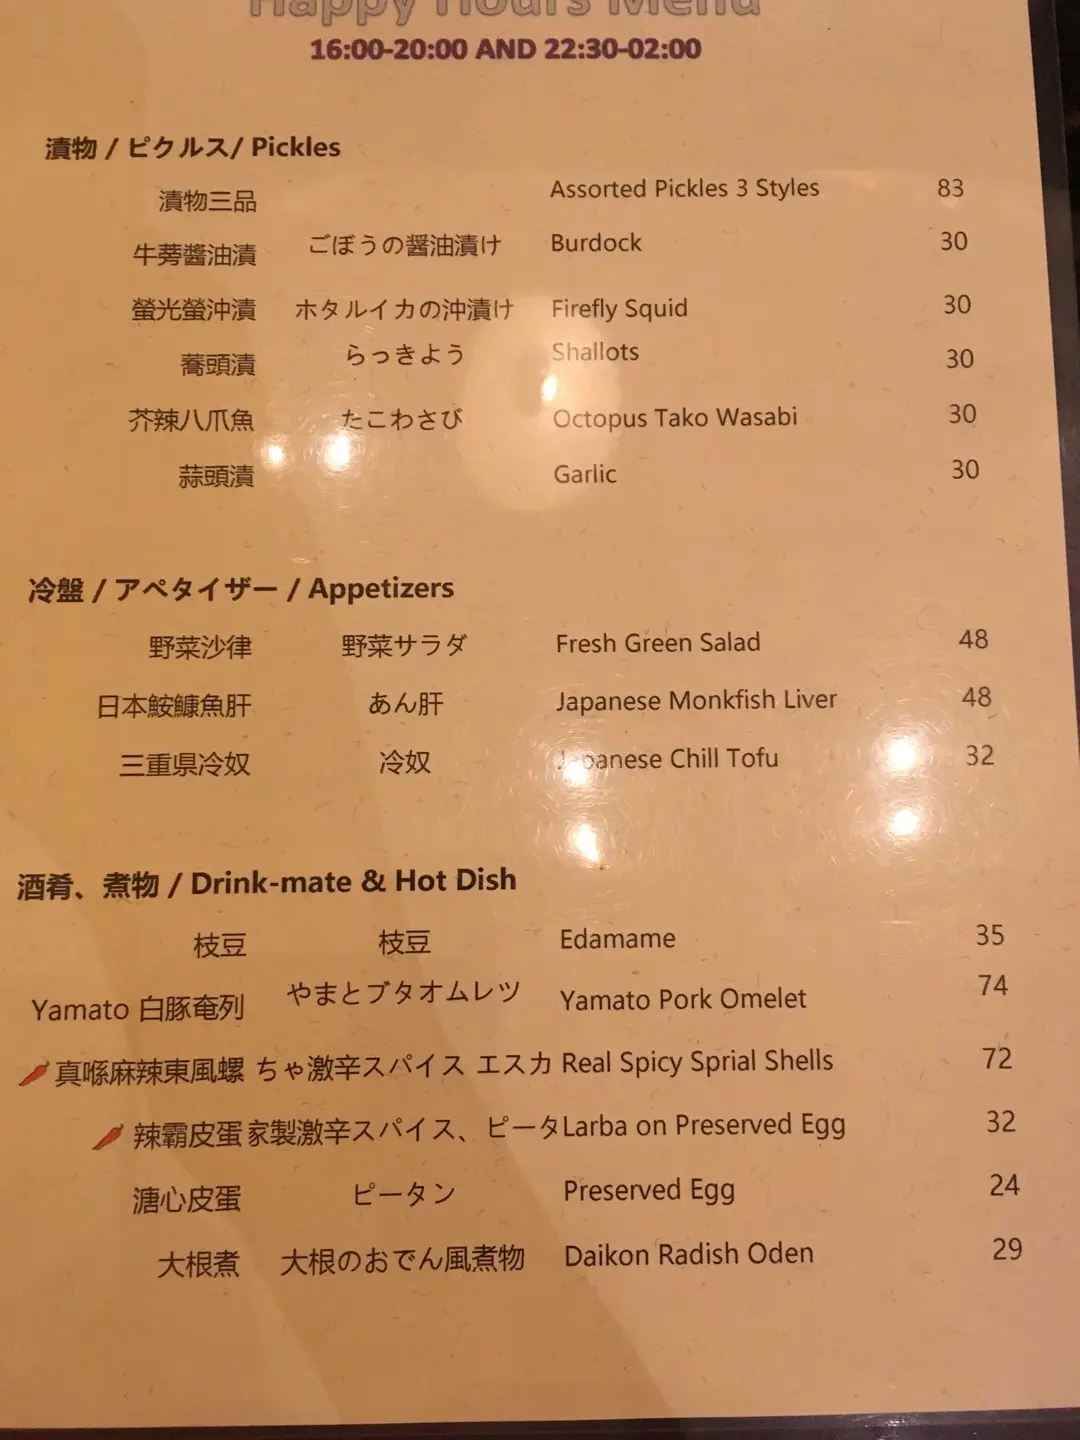 Happy Hours Menu
16:00-20:00 AND 22:30-02:00
漬物 / ピクルス/ Pickles
漬物三品 Assorted Pickles 3 Styles 83
牛蒡醬油漬 ごぼうの醤油漬け Burdock 30
螢光螢沖漬 ホタルイカの沖漬け Firefly Squid 30
蕎頭漬 らっきよう Shallots 30
芥辣八爪魚 たこわさび Octopus Tako Wasabi 30
蒜頭漬 Garlic 30
冷盤 / アペタイザー / Appetizers
野菜沙律 野菜サラダ Fresh Green Salad 48
日本鮟鱇魚肝 あん肝 Japanese Monkfish Liver 48
三重県冷奴 冷奴 Japanese Chill Tofu 32
酒肴、煮物 / Drink-mate & Hot Dish
枝豆 枝豆 Edamame 35
Yamato 白豚奄列 やまとブタオムレツ Yamato Pork Omelet 74
真喺麻辣東風螺 ちゃ激辛スパイス エスカ Real Spicy Sprial Shells 72
辣霸皮蛋 家製激辛スパイス、ピータ Larba on Preserved Egg 32
溏心皮蛋 ピータン Preserved Egg 24
大根煮 大根のおでん風煮物 Daikon Radish Oden 29